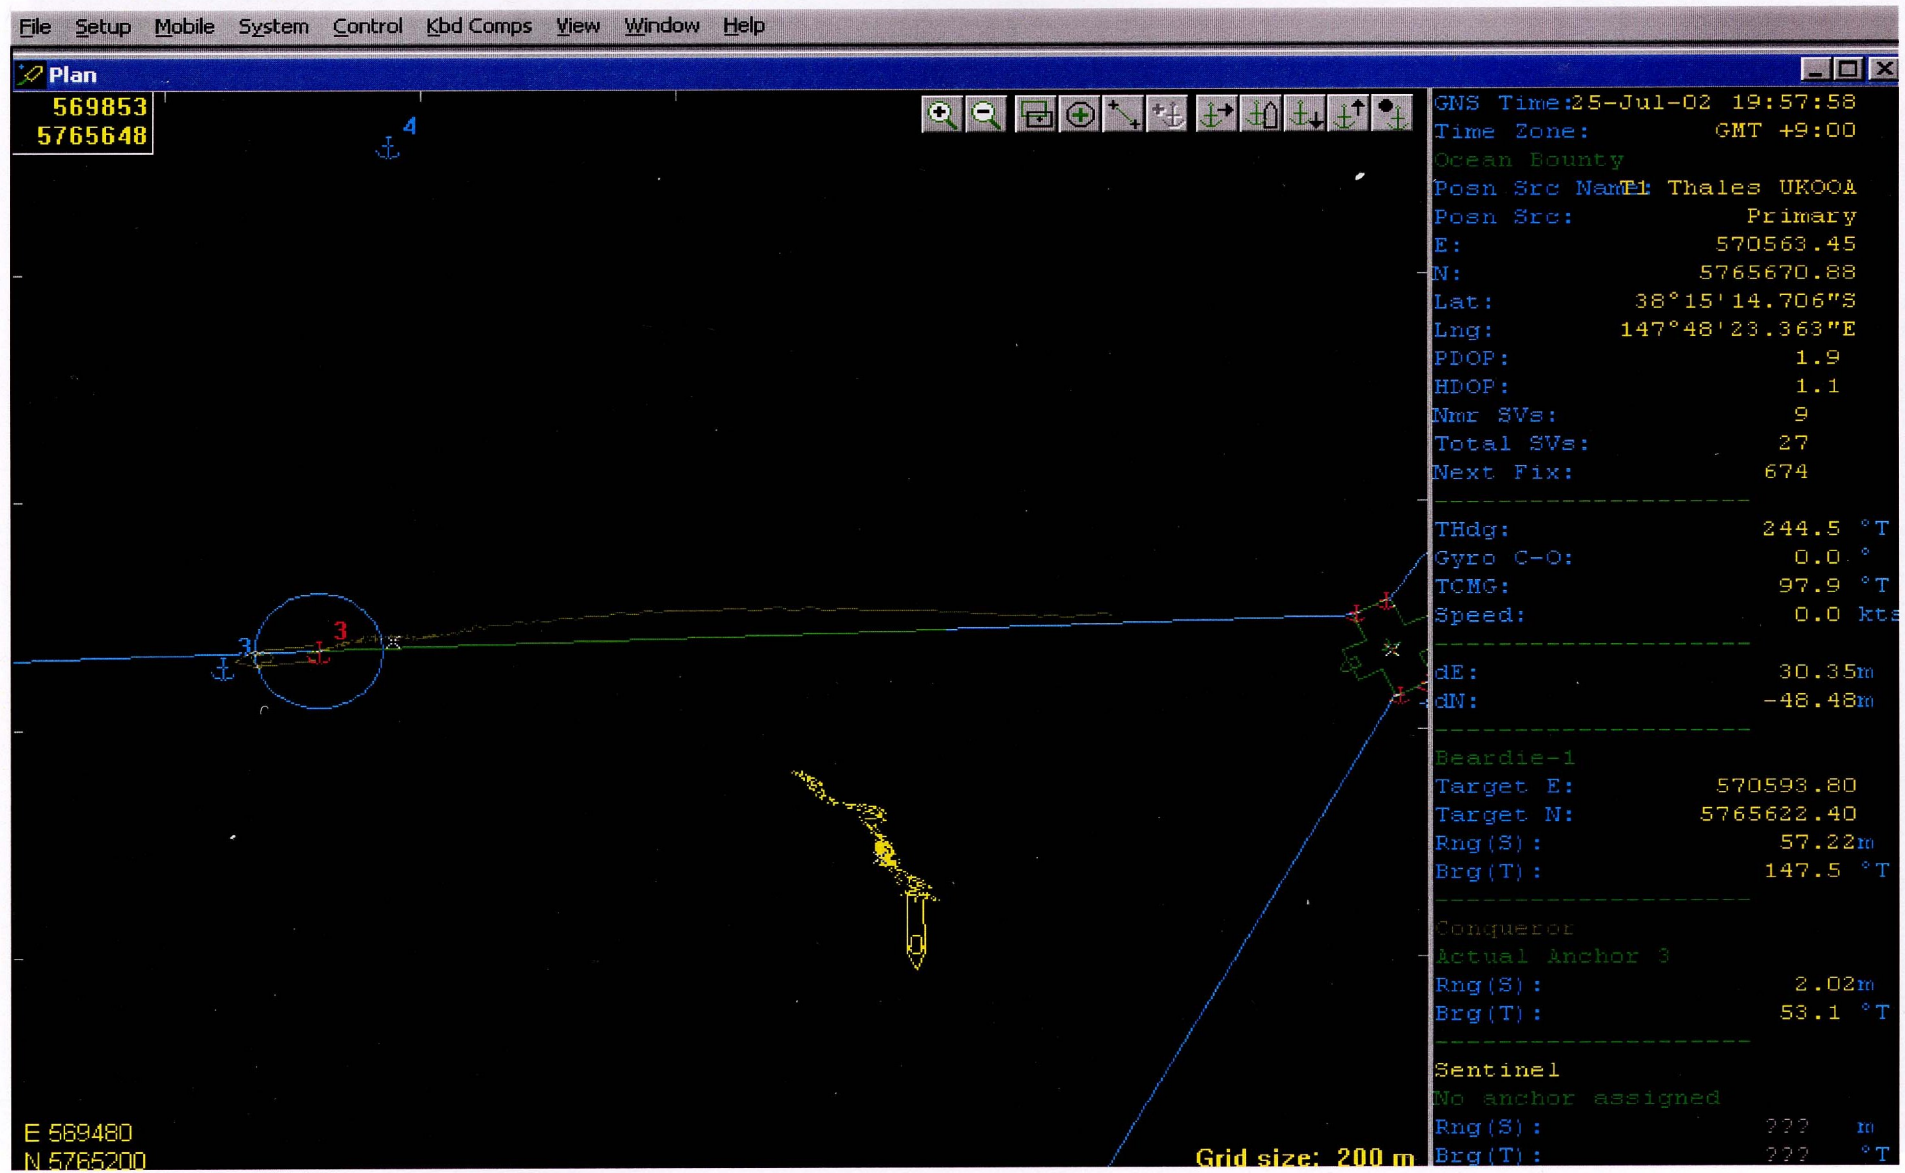 File Setup Mobile System Control Kbd Comps View Window Help
Plan
569853
5765648
4
3
3
E 569480
N 5765200
Grid size: 200 m
GNS Time: 25-Jul-02 19:57:58
Time Zone: GMT +9:00
Ocean Bounty
Posn Src Name: T1 Thales UKOOA
Posn Src: Primary
E: 570563.45
N: 5765670.88
Lat: 38°15'14.706"S
Lng: 147°48'23.363"E
PDOP: 1.9
HDOP: 1.1
Nmr SVs: 9
Total SVs: 27
Next Fix: 674
THdg: 244.5 °T
Gyro C-O: 0.0 °
TCMG: 97.9 °T
Speed: 0.0 kts
dE: 30.35m
dN: -48.48m
Beardie-1
Target E: 570593.80
Target N: 5765622.40
Rng(S): 57.22m
Brg(T): 147.5 °T
Conqueror
Actual Anchor 3
Rng(S): 2.02m
Brg(T): 53.1 °T
Sentinel
No anchor assigned
Rng(S): ??? m
Brg(T): ??? °T